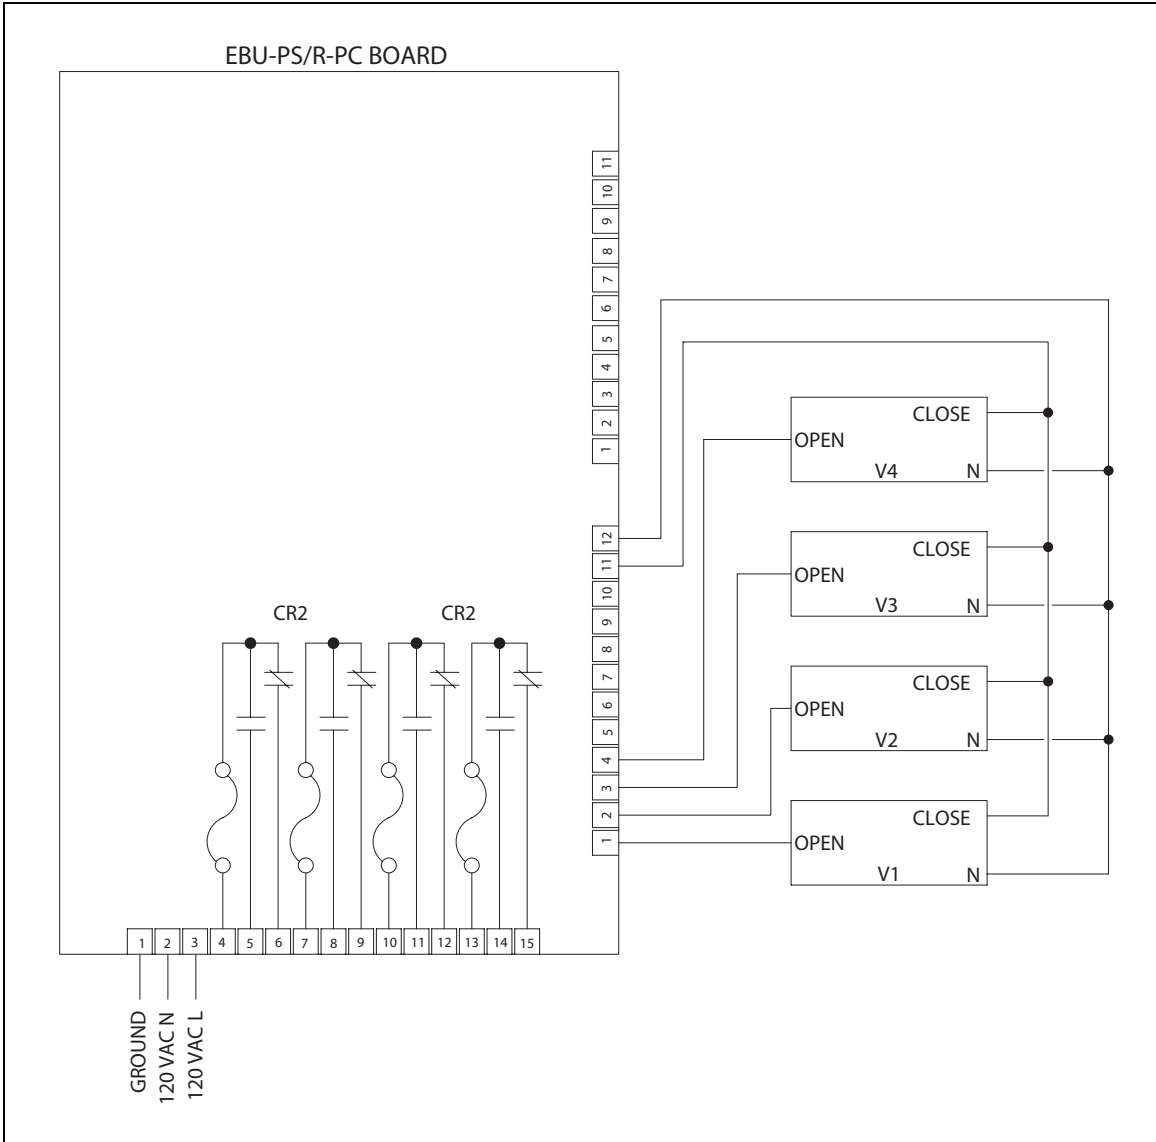 EBU-PS/R-PC BOARD
11
10
9
8
7
6
5
4
3
2
1
12
11
10
9
8
7
6
5
4
3
2
1
CLOSE
OPEN
V4 N
CLOSE
OPEN
V3 N
CLOSE
OPEN
V2 N
CLOSE
OPEN
V1 N
CR2 CR2
1 2 3 4 5 6 7 8 9 10 11 12 13 14 15
GROUND
120 VAC N
120 VAC L